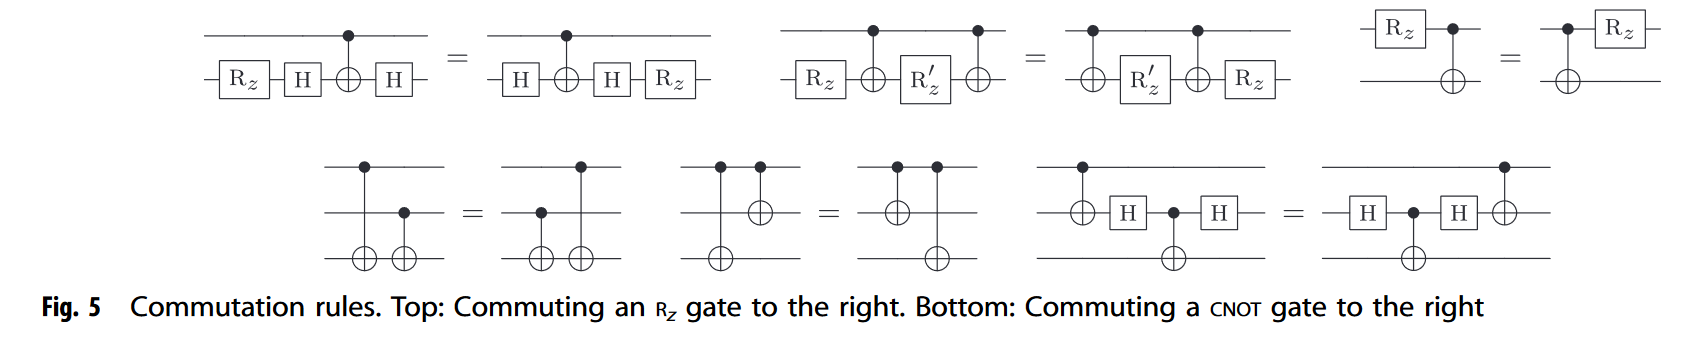 R_z H H = H H R_z R_z R'_z = R'_z R_z R_z = R_z
= = H H = H H
Fig. 5 Commutation rules. Top: Commuting an R_z gate to the right. Bottom: Commuting a CNOT gate to the right